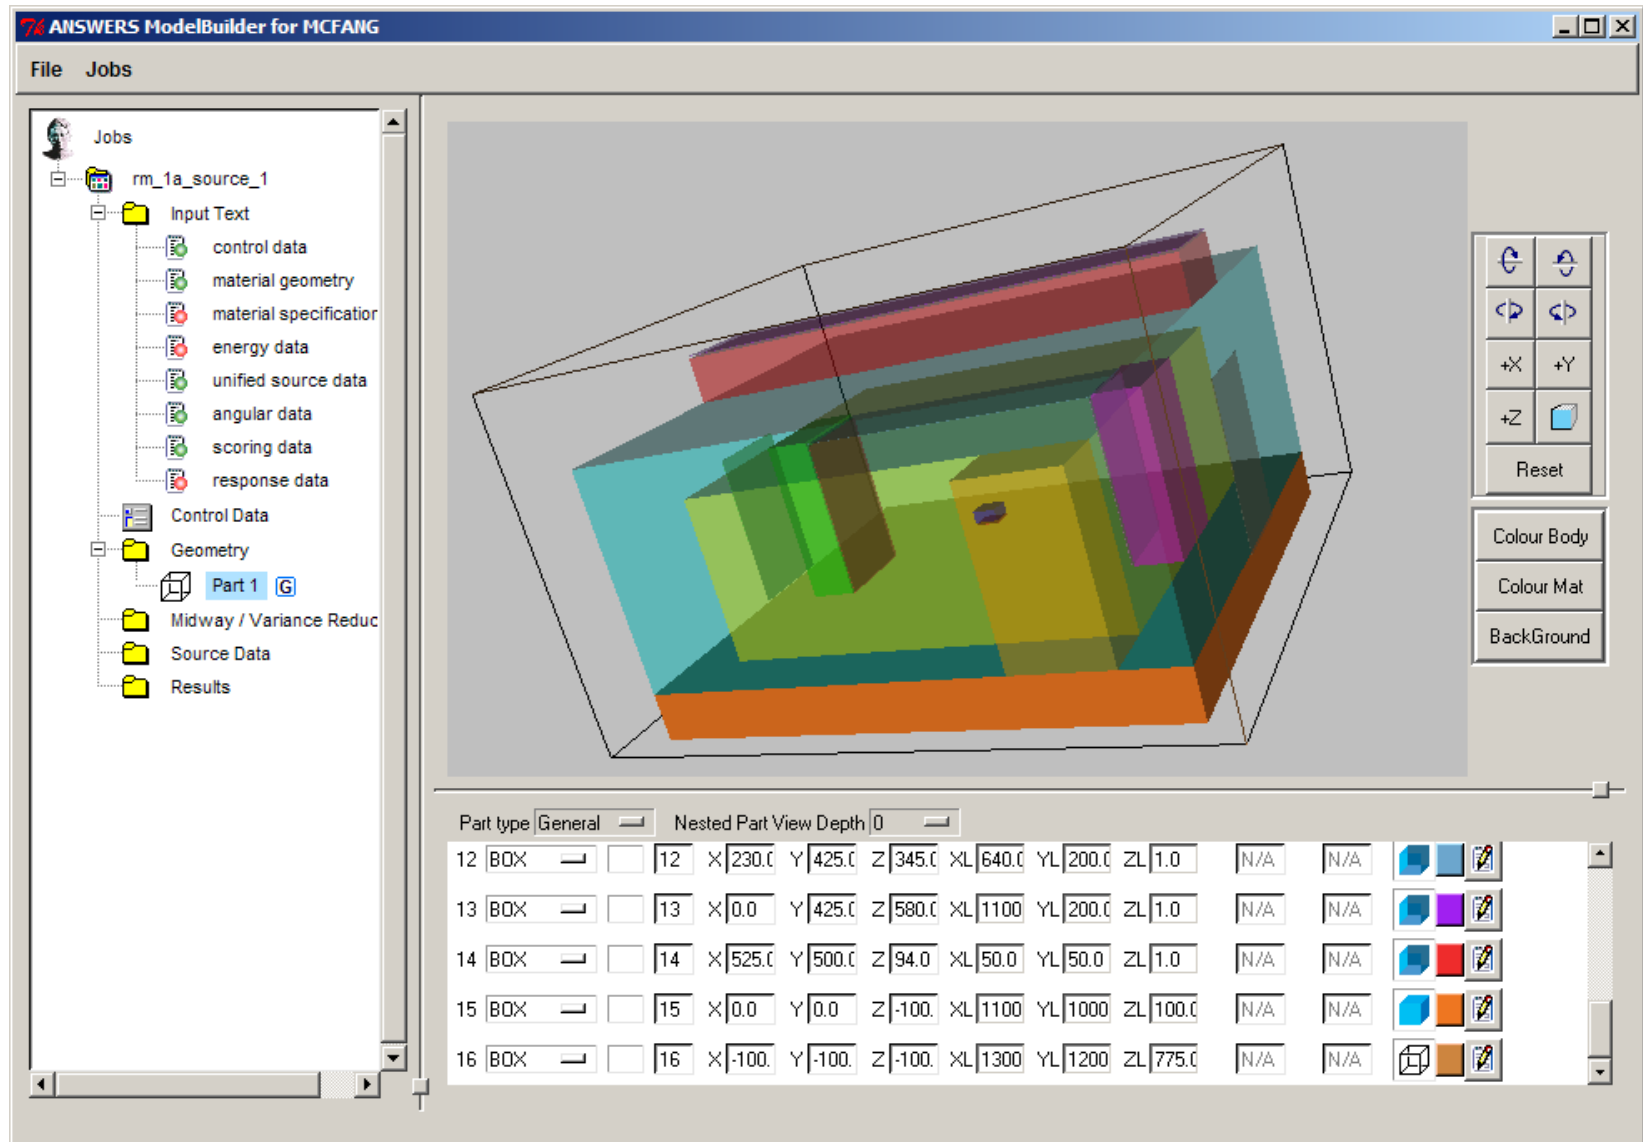 ANSWERS ModelBuilder for MCFANG
File Jobs
Jobs
rm_1a_source_1
Input Text
control data
material geometry
material specification
energy data
unified source data
angular data
scoring data
response data
Control Data
Geometry
Part 1 G
Midway / Variance Reduc
Source Data
Results
+X +Y
+Z
Reset
Colour Body
Colour Mat
BackGround
Part type General Nested Part View Depth 0
12 BOX 12 X 230.0 Y 425.0 Z 345.0 XL 640.0 YL 200.0 ZL 1.0 N/A N/A
13 BOX 13 X 0.0 Y 425.0 Z 580.0 XL 1100 YL 200.0 ZL 1.0 N/A N/A
14 BOX 14 X 525.0 Y 500.0 Z 94.0 XL 50.0 YL 50.0 ZL 1.0 N/A N/A
15 BOX 15 X 0.0 Y 0.0 Z -100. XL 1100 YL 1000 ZL 100.0 N/A N/A
16 BOX 16 X -100. Y -100. Z -100. XL 1300 YL 1200 ZL 775.0 N/A N/A